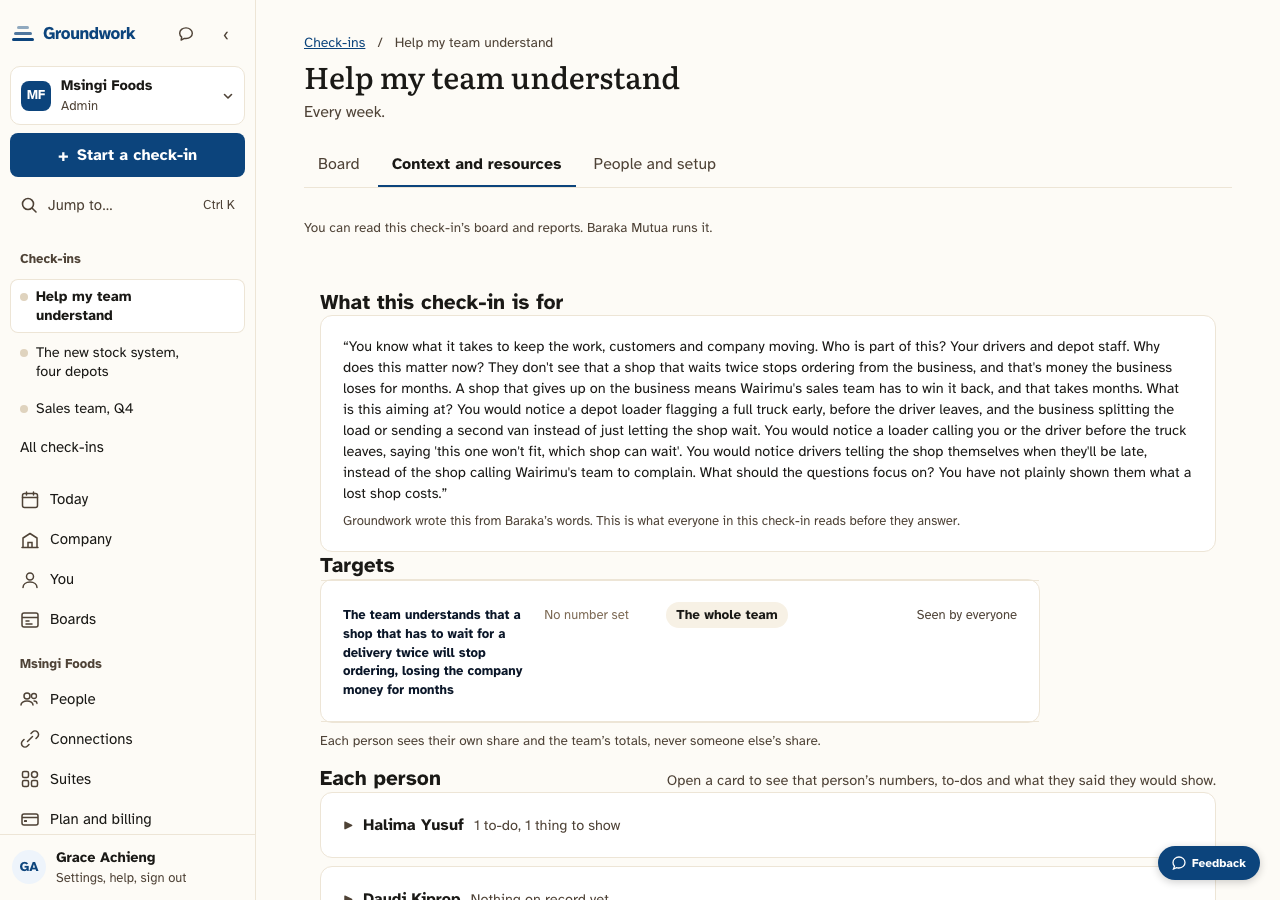 Groundwork
MF
Msingi Foods
Admin
+ Start a check-in
Jump to...
Ctrl K
Check-ins
Help my team
understand
The new stock system,
four depots
Sales team, Q4
All check-ins
Today
Company
You
Boards
Msingi Foods
People
Connections
Suites
Plan and billing
GA
Grace Achieng
Settings, help, sign out
Check-ins / Help my team understand
Help my team understand
Every week.
Board
Context and resources
People and setup
You can read this check-in’s board and reports. Baraka Mutua runs it.
What this check-in is for
“You know what it takes to keep the work, customers and company moving. Who is part of this? Your drivers and depot staff. Why
does this matter now? They don't see that a shop that waits twice stops ordering from the business, and that's money the business
loses for months. A shop that gives up on the business means Wairimu's sales team has to win it back, and that takes months. What
is this aiming at? You would notice a depot loader flagging a full truck early, before the driver leaves, and the business splitting the
load or sending a second van instead of just letting the shop wait. You would notice a loader calling you or the driver before the truck
leaves, saying 'this one won't fit, which shop can wait'. You would notice drivers telling the shop themselves when they'll be late,
instead of the shop calling Wairimu's team to complain. What should the questions focus on? You have not plainly shown them what a
lost shop costs.”
Groundwork wrote this from Baraka’s words. This is what everyone in this check-in reads before they answer.
Targets
The team understands that a
shop that has to wait for a
delivery twice will stop
ordering, losing the company
money for months
No number set
The whole team
Seen by everyone
Each person sees their own share and the team’s totals, never someone else’s share.
Each person
Open a card to see that person’s numbers, to-dos and what they said they would show.
Halima Yusuf 1 to-do, 1 thing to show
Daudi Kiprop Nothing on record yet
Feedback